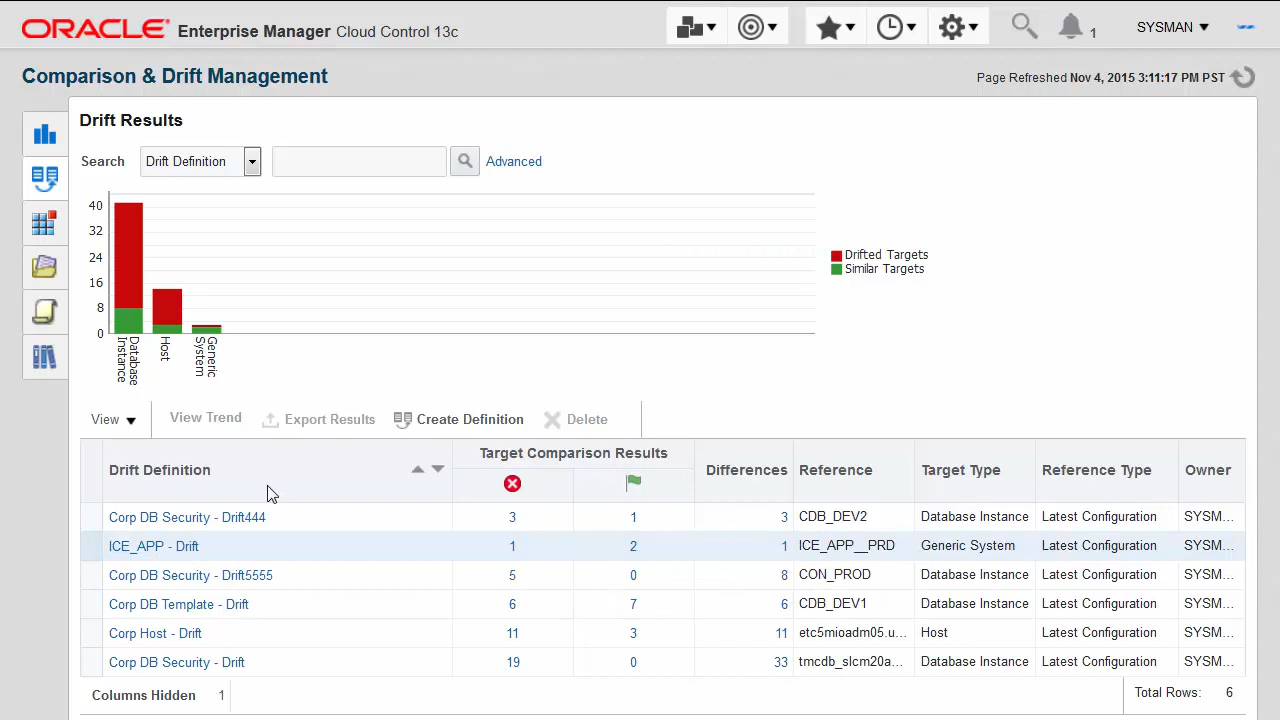 ORACLE Enterprise Manager Cloud Control 13c
1
SYSMAN
Comparison & Drift Management
Page Refreshed Nov 4, 2015 3:11:17 PM PST
Drift Results
Search Drift Definition Advanced
40
32
24
16
8
0
Database Instance
Host
Generic System
Drifted Targets
Similar Targets
View View Trend Export Results Create Definition Delete
Drift Definition Target Comparison Results Differences Reference Target Type Reference Type Owner
Corp DB Security - Drift444 3 1 3 CDB_DEV2 Database Instance Latest Configuration SYSM...
ICE_APP - Drift 1 2 1 ICE_APP__PRD Generic System Latest Configuration SYSM...
Corp DB Security - Drift5555 5 0 8 CON_PROD Database Instance Latest Configuration SYSM...
Corp DB Template - Drift 6 7 6 CDB_DEV1 Database Instance Latest Configuration SYSM...
Corp Host - Drift 11 3 11 etc5mioadm05.u... Host Latest Configuration SYSM...
Corp DB Security - Drift 19 0 33 tmcdb_slcm20a... Database Instance Latest Configuration SYSM...
Columns Hidden 1 Total Rows: 6